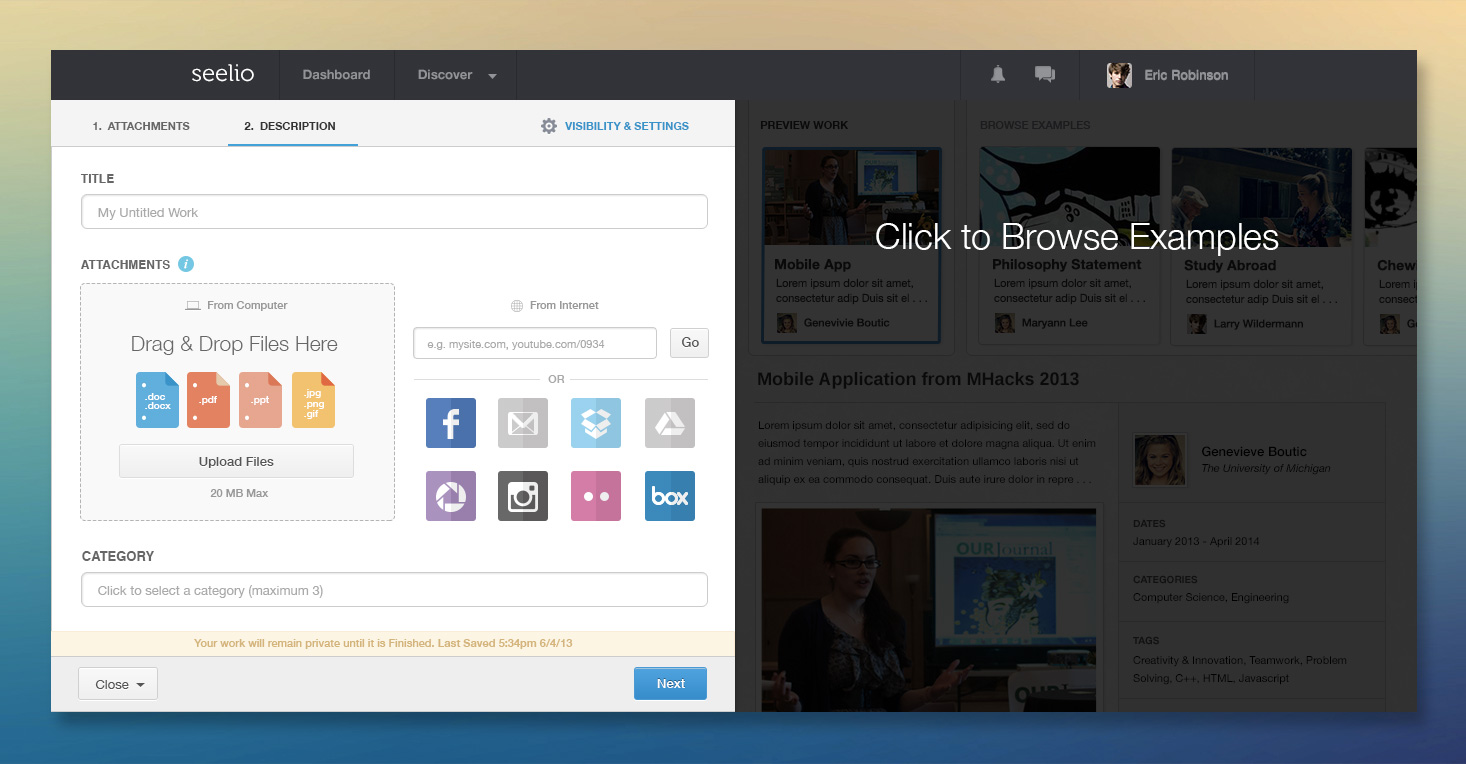 seelio
Dashboard
Discover
Eric Robinson
1. ATTACHMENTS
2. DESCRIPTION
VISIBILITY & SETTINGS
TITLE
My Untitled Work
ATTACHMENTS i
From Computer
Drag & Drop Files Here
.doc
.docx
.pdf
.ppt
.jpg
.png
.gif
Upload Files
20 MB Max
From Internet
e.g. mysite.com, youtube.com/0934
Go
OR
f
box
CATEGORY
Click to select a category (maximum 3)
Your work will remain private until it is Finished. Last Saved 5:34pm 6/4/13
Close
Next
PREVIEW WORK
BROWSE EXAMPLES
Click to Browse Examples
OUR Journal
Mobile App
Lorem ipsum dolor sit amet,
consectetur adip Duis sit el . . .
Genevivie Boutic
Philosophy Statement
Lorem ipsum dolor sit amet,
consectetur adip Duis sit el . . .
Maryann Lee
Study Abroad
Lorem ipsum dolor sit amet,
consectetur adip Duis sit el . . .
Larry Wildermann
Chew
Lorem ip
consecte
Mobile Application from MHacks 2013
Lorem ipsum dolor sit amet, consectetur adipisicing elit, sed do
eiusmod tempor incididunt ut labore et dolore magna aliqua. Ut enim
ad minim veniam, quis nostrud exercitation ullamco laboris nisi ut
aliquip ex ea commodo consequat. Duis aute irure dolor in repre . . .
OUR Journal
OUR
Genevieve Boutic
The University of Michigan
DATES
January 2013 - April 2014
CATEGORIES
Computer Science, Engineering
TAGS
Creativity & Innovation, Teamwork, Problem
Solving, C++, HTML, Javascript